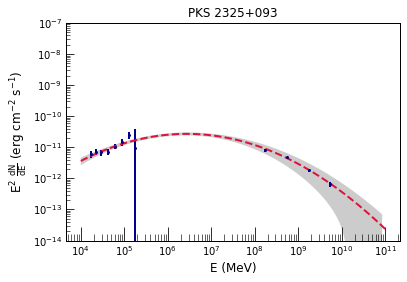 PKS 2325+093
E² dN/dE (erg cm⁻² s⁻¹)
10⁻⁷
10⁻⁸
10⁻⁹
10⁻¹⁰
10⁻¹¹
10⁻¹²
10⁻¹³
10⁻¹⁴
10⁴ 10⁵ 10⁶ 10⁷ 10⁸ 10⁹ 10¹⁰ 10¹¹
E (MeV)